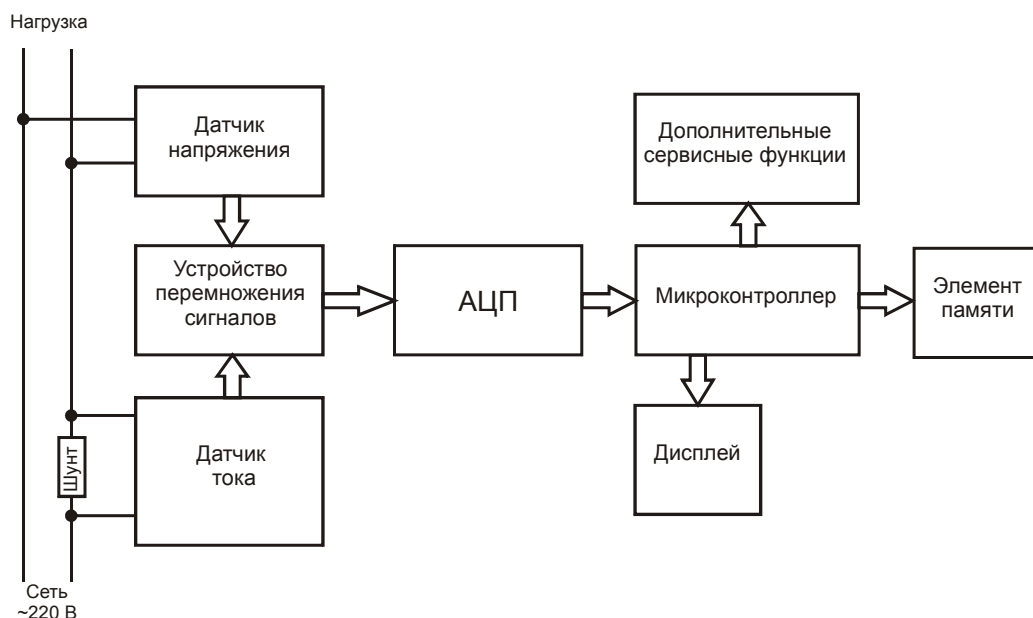 Нагрузка
Датчик
напряжения
Дополнительные
сервисные функции
Устройство
перемножения
сигналов
АЦП
Микроконтроллер
Элемент
памяти
Шунт
Датчик
тока
Дисплей
Сеть
~220 В